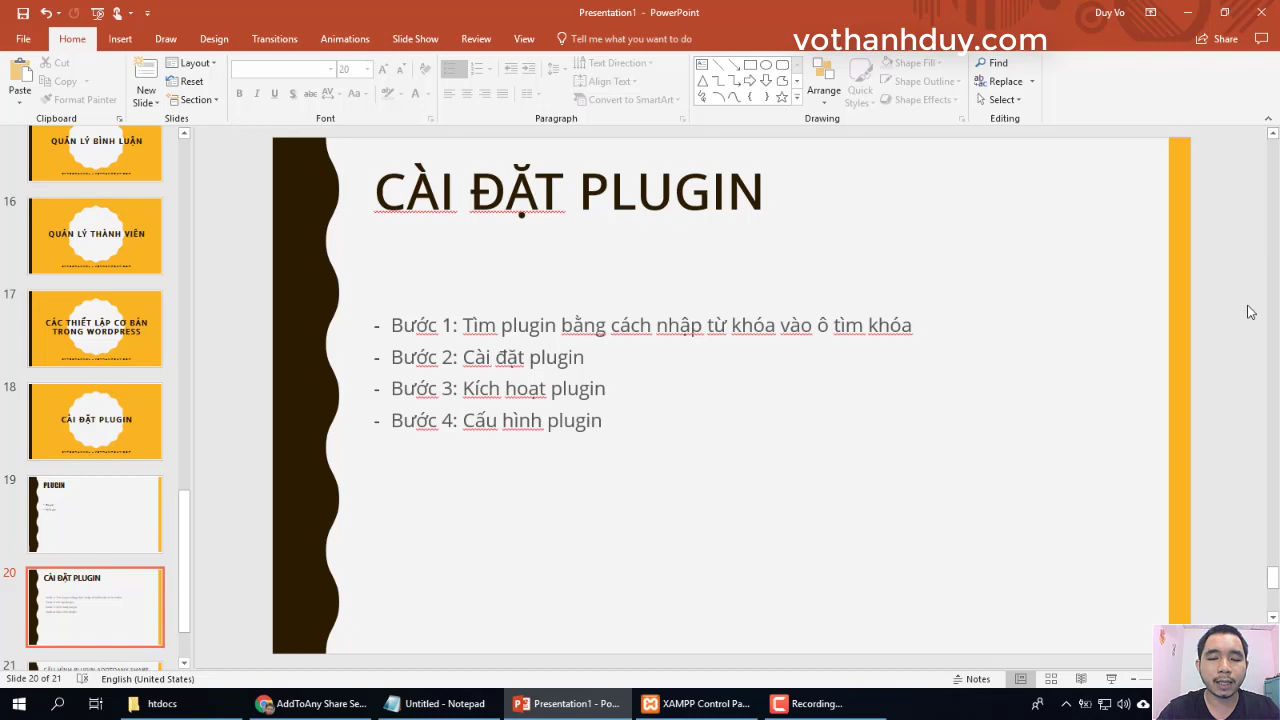 Presentation1 - PowerPoint
Duy Vo
File Home Insert Draw Design Transitions Animations Slide Show Review View Tell me what you want to do
vothanhduy.com
Share
Paste
Cut
Copy
Format Painter
Clipboard
New
Slide
Layout
Reset
Section
Slides
20
Font
Text Direction
Align Text
Convert to SmartArt
Paragraph
Arrange
Quick
Styles
Shape Fill
Shape Outline
Shape Effects
Drawing
Find
Replace
Select
Editing
QUẢN LÝ BÌNH LUẬN
16
QUẢN LÝ THÀNH VIÊN
17
CÁC THIẾT LẬP CƠ BẢN
TRONG WORDPRESS
18
CÀI ĐẶT PLUGIN
19
PLUGIN
20
CÀI ĐẶT PLUGIN
21
CÀI ĐẶT PLUGIN
- Bước 1: Tìm plugin bằng cách nhập từ khóa vào ô tìm khóa
- Bước 2: Cài đặt plugin
- Bước 3: Kích hoạt plugin
- Bước 4: Cấu hình plugin
Slide 20 of 21
English (United States)
Notes
htdocs
AddToAny Share Se...
Untitled - Notepad
Presentation1 - Po...
XAMPP Control Pa...
Recording...